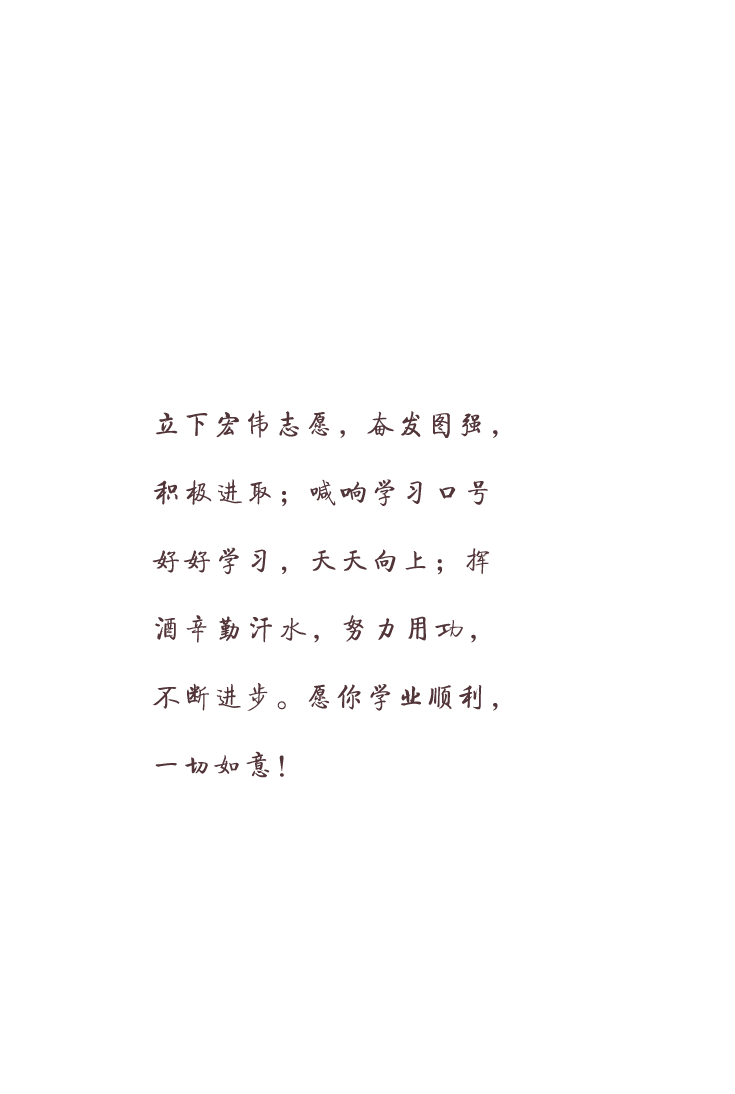 立下宏伟志愿，奋发图强，
积极进取；喊响学习口号
好好学习，天天向上；挥
酒辛勤汗水，努力用功，
不断进步。愿你学业顺利，
一切如意！